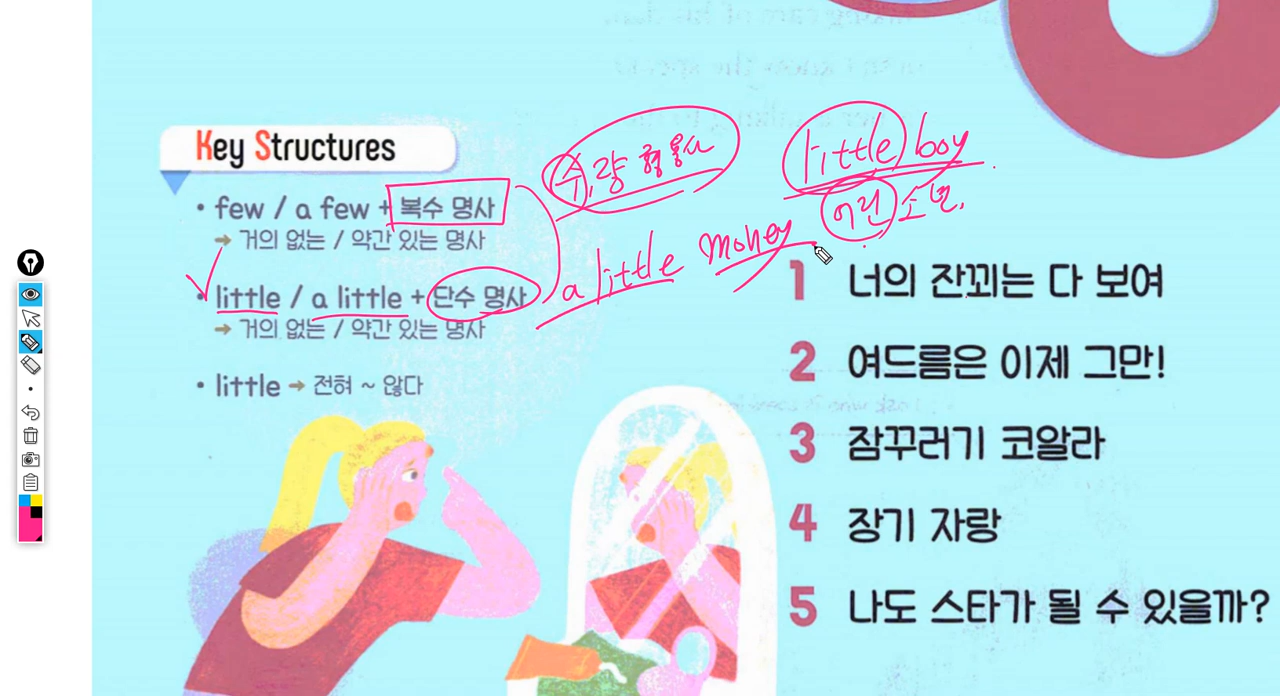 Key Structures
• few / a few + 복수 명사
→ 거의 없는 / 약간 있는 명사
• little / a little + 단수 명사
→ 거의 없는 / 약간 있는 명사
• little → 전혀 ~ 않다
수,량 형용사
little boy
어린 소년.
a little money
1 너의 잔꾀는 다 보여
2 여드름은 이제 그만!
3 잠꾸러기 코알라
4 장기 자랑
5 나도 스타가 될 수 있을까?